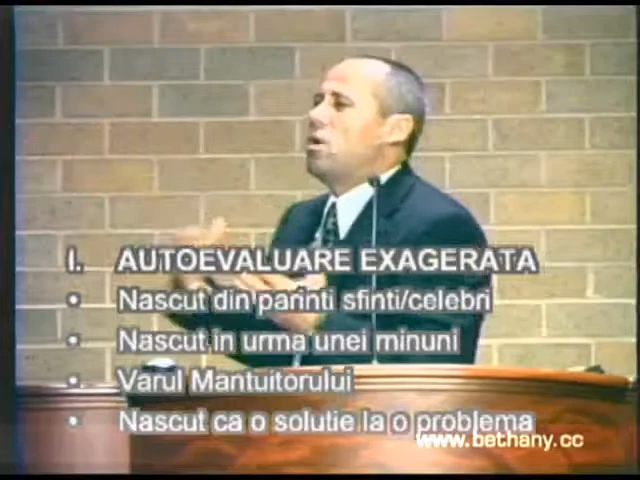 I. AUTOEVALUARE EXAGERATA
• Nascut din parinti sfinti/celebri
• Nascut in urma unei minuni
• Varul Mantuitorului
• Nascut ca o solutie la o problema
www.bethany.cc